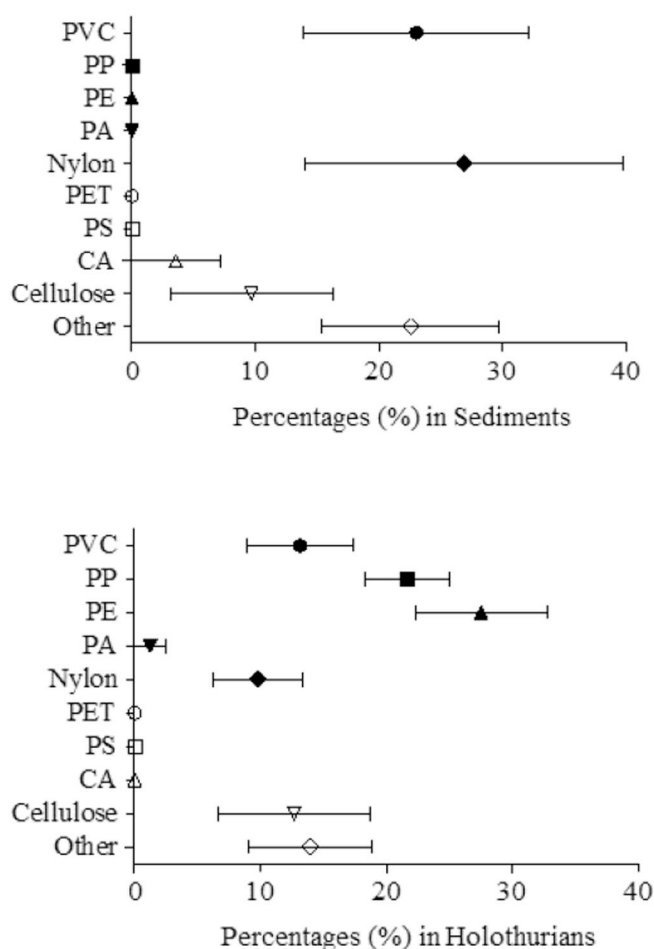 PVC
PP
PE
PA
Nylon
PET
PS
CA
Cellulose
Other
0 10 20 30 40
Percentages (%) in Sediments
PVC
PP
PE
PA
Nylon
PET
PS
CA
Cellulose
Other
0 10 20 30 40
Percentages (%) in Holothurians